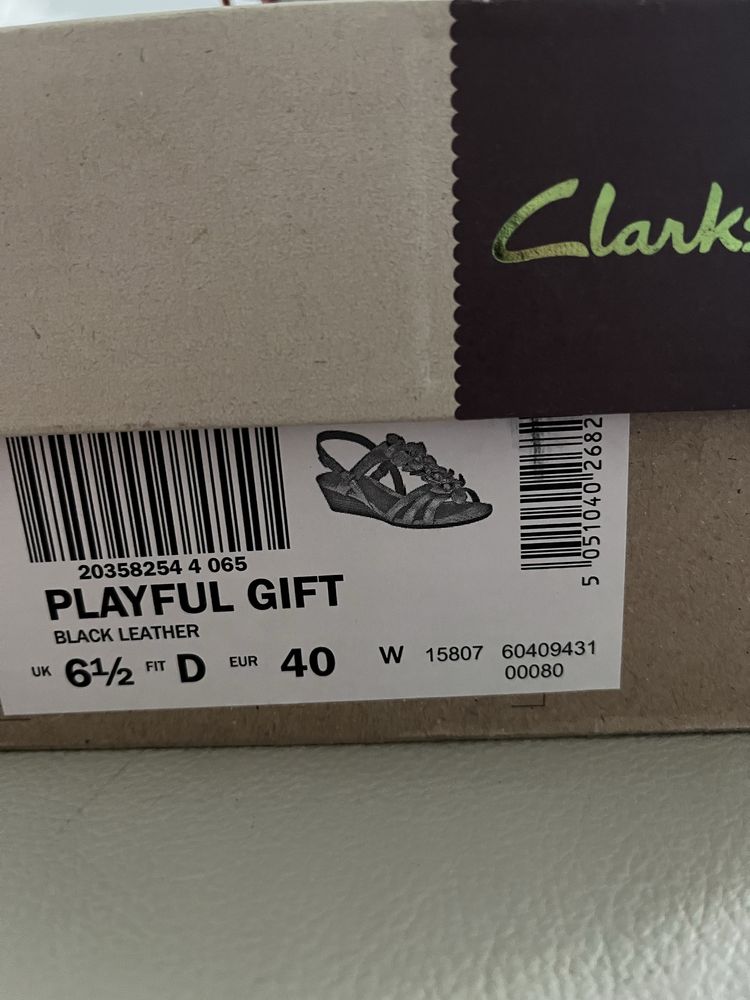 Clarks
20358254 4 065
5 051040 2682
PLAYFUL GIFT
BLACK LEATHER
UK 6½ FIT D EUR 40 W 15807 60409431
00080